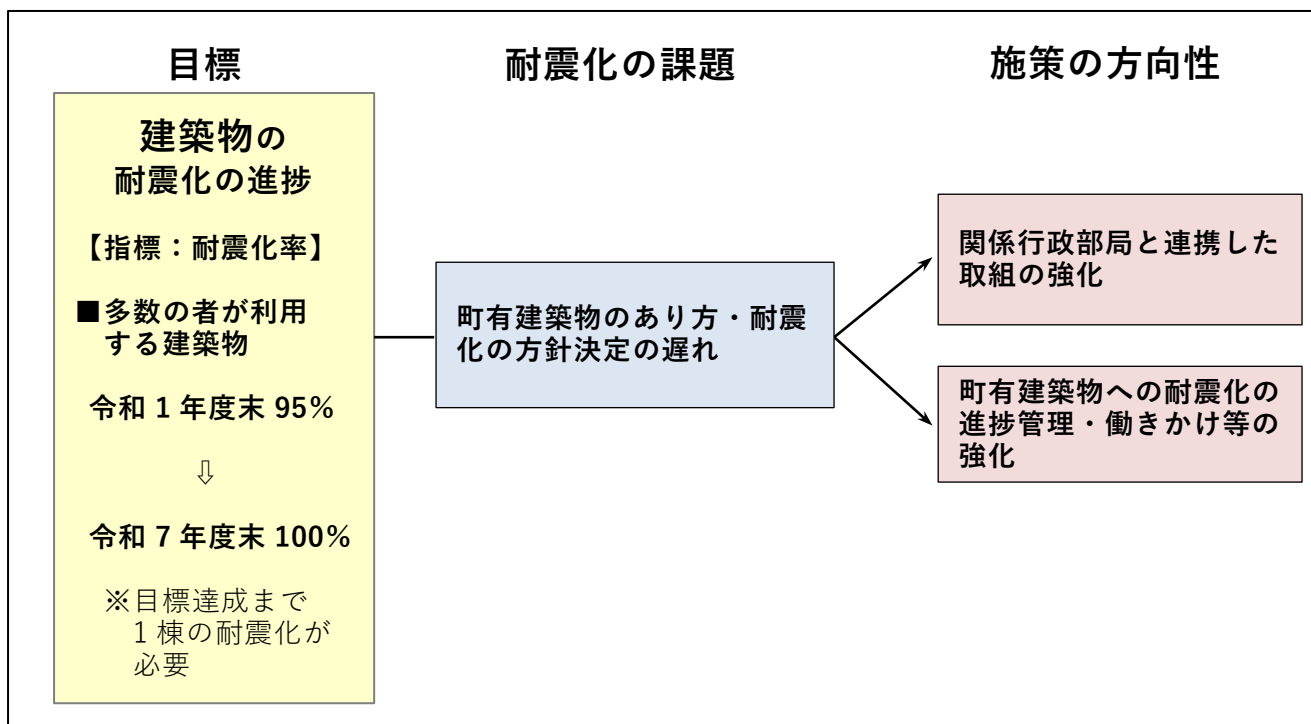 目標
耐震化の課題
施策の方向性
建築物の
耐震化の進捗
【指標：耐震化率】
■多数の者が利用
する建築物
令和 1 年度末 95%
⇩
令和 7 年度末 100%
※目標達成まで
1 棟の耐震化が
必要
町有建築物のあり方・耐震
化の方針決定の遅れ
関係行政部局と連携した
取組の強化
町有建築物への耐震化の
進捗管理・働きかけ等の
強化